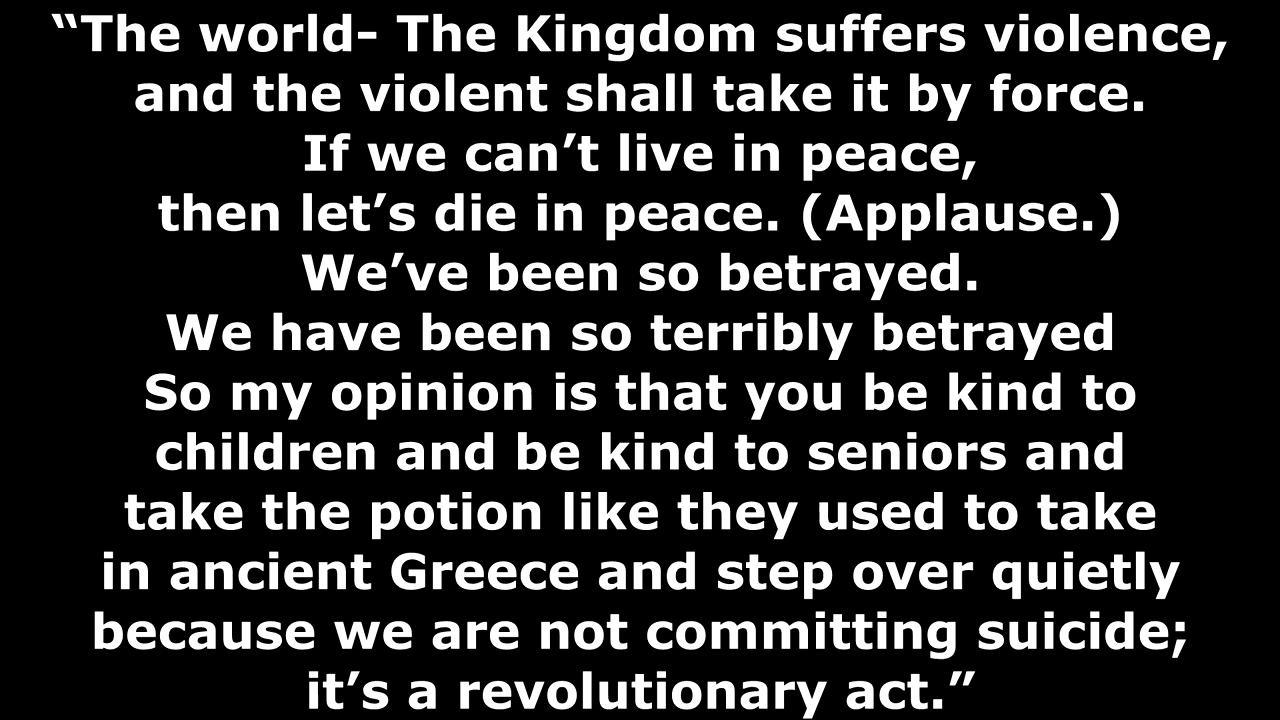 “The world- The Kingdom suffers violence,
and the violent shall take it by force.
If we can’t live in peace,
then let’s die in peace. (Applause.)
We’ve been so betrayed.
We have been so terribly betrayed
So my opinion is that you be kind to
children and be kind to seniors and
take the potion like they used to take
in ancient Greece and step over quietly
because we are not committing suicide;
it’s a revolutionary act.”